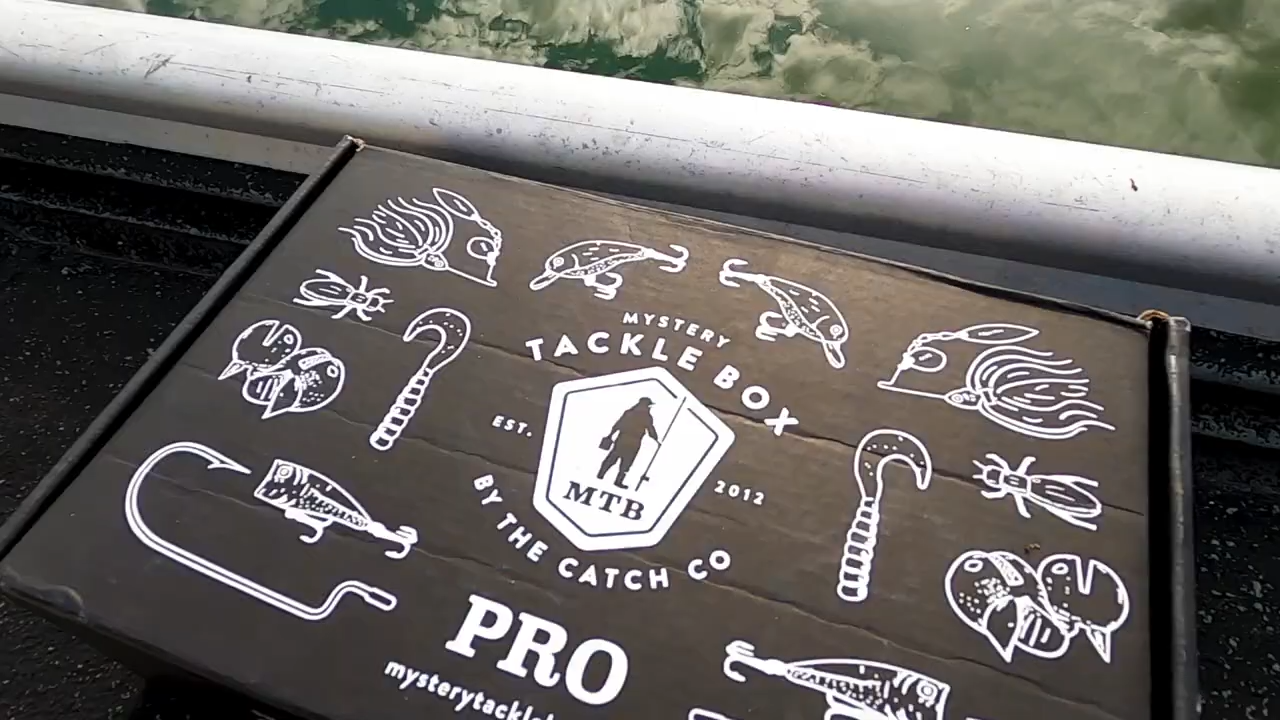 MYSTERY
TACKLE BOX
EST. 2012
MTB
BY THE CATCH CO
PRO